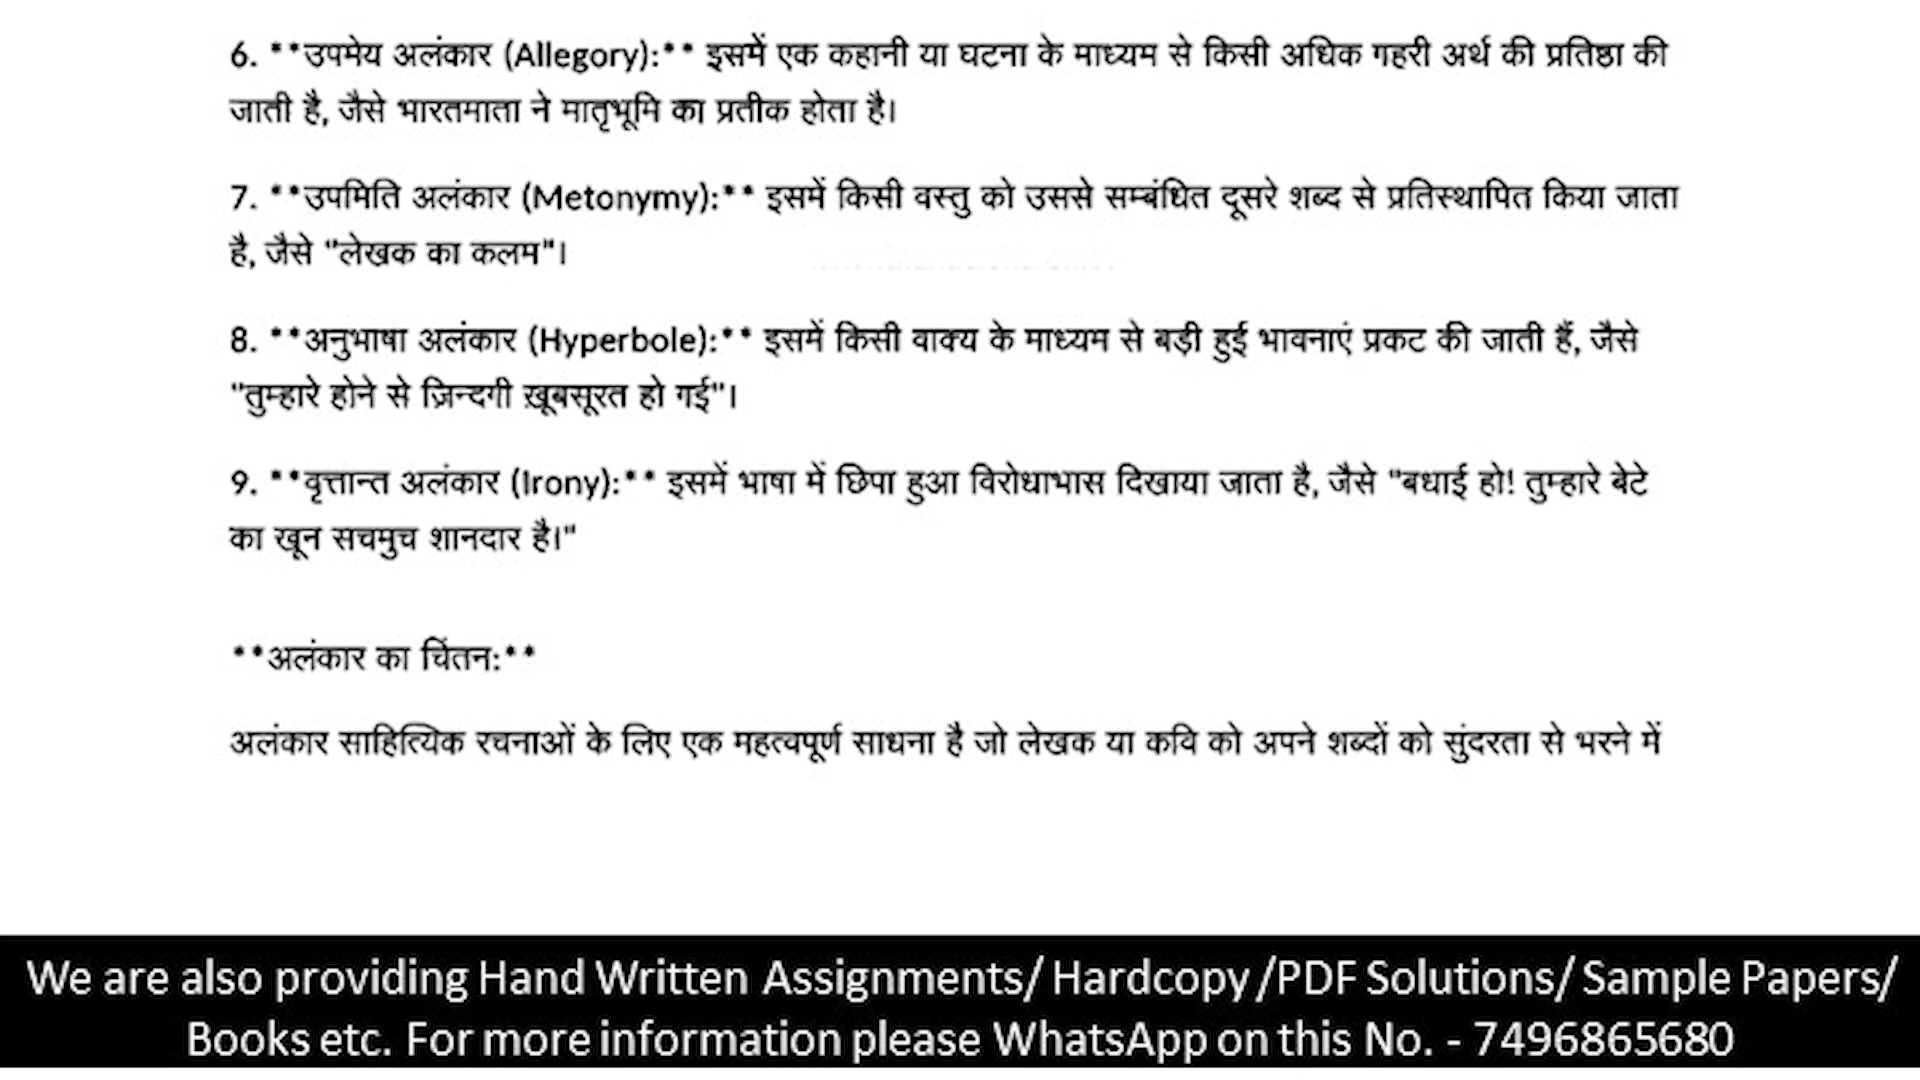 6. **उपमेय अलंकार (Allegory):** इसमें एक कहानी या घटना के माध्यम से किसी अधिक गहरी अर्थ की प्रतिष्ठा की
जाती है, जैसे भारतमाता ने मातृभूमि का प्रतीक होता है।
7. **उपमिति अलंकार (Metonymy):** इसमें किसी वस्तु को उससे सम्बंधित दूसरे शब्द से प्रतिस्थापित किया जाता
है, जैसे "लेखक का कलम"।
8. **अनुभाषा अलंकार (Hyperbole):** इसमें किसी वाक्य के माध्यम से बड़ी हुई भावनाएं प्रकट की जाती हैं, जैसे
"तुम्हारे होने से ज़िन्दगी ख़ूबसूरत हो गई"।
9. **वृत्तान्त अलंकार (Irony):** इसमें भाषा में छिपा हुआ विरोधाभास दिखाया जाता है, जैसे "बधाई हो! तुम्हारे बेटे
का खून सचमुच शानदार है।"
**अलंकार का चिंतन:**
अलंकार साहित्यिक रचनाओं के लिए एक महत्वपूर्ण साधना है जो लेखक या कवि को अपने शब्दों को सुंदरता से भरने में
We are also providing Hand Written Assignments/ Hardcopy /PDF Solutions/ Sample Papers/
Books etc. For more information please WhatsApp on this No. - 7496865680